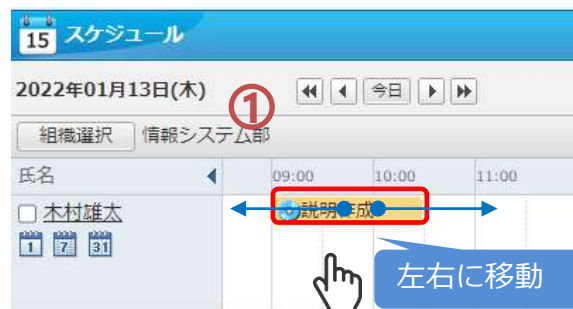 15 スケジュール
2022年01月13日(木) 今日
①
組織選択 情報システム部
氏名 09:00 10:00 11:00
木村雄太 説明作成
1 7 31
左右に移動